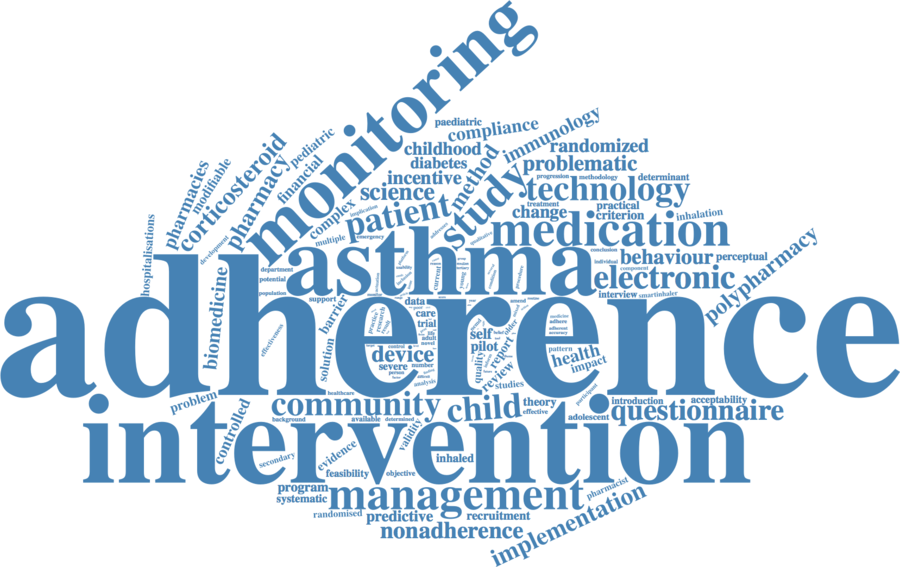 monitoring
paediatric
compliance
immunology
childhood
randomized
diabetes
problematic
incentive
method
science
study
technology
progression
methodology
determinant
pediatric
financial
corticosteroid
pharmacy
pharmacies
modifiable
hospitalisations
development
complex
implication
multiple
emergency
patient
treatment
change
practical
criterion
inhalation
medication
asthma
conclusion
behaviour
perceptual
individual
component
electronic
interview
smartinhaler
polypharmacy
department
potential
population
support
adherence
biomedicine
effectiveness
barrier
solution
data
care
trial
adult
novel
practice
research
current
young
device
control
severe
person
number
analysis
self
pilot
quality
report
review
older
studies
medicine
adhere
adherent
accuracy
pattern
health
impact
participant
problem
controlled
healthcare
community
background
available
determined
child
theory
effective
adolescent
introduction
acceptability
questionnaire
intervention
secondary
evidence
validity
feasibility
objective
inhaled
program
systematic
management
pharmacist
implementation
randomised
predictive
recruitment
nonadherence